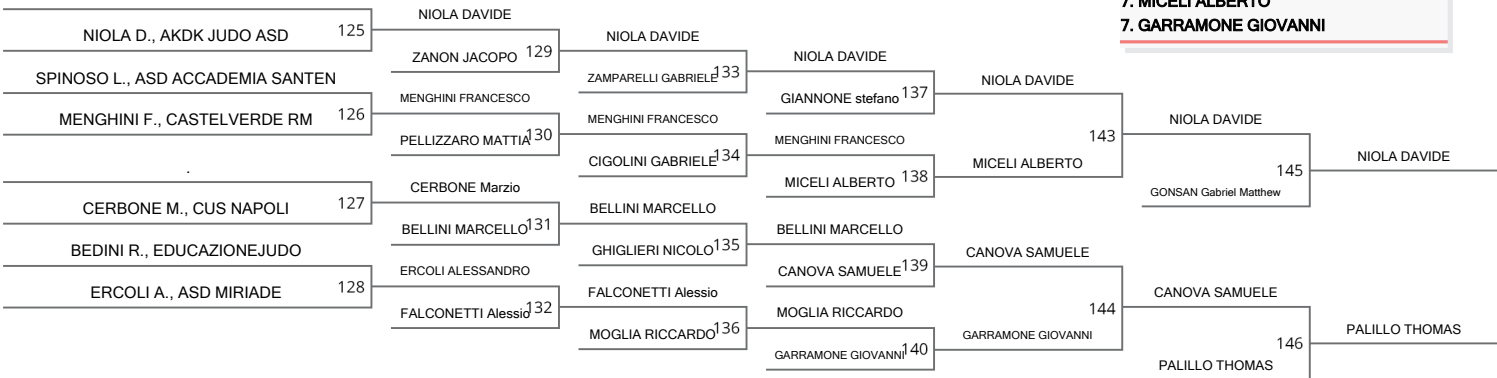 7. MICELI ALBERTO
7. GARRAMONE GIOVANNI
NIOLA D., AKDK JUDO ASD
125
SPINOSO L., ASD ACCADEMIA SANTEN
MENGHINI F., CASTELVERDE RM
126
.
CERBONE M., CUS NAPOLI
127
BEDINI R., EDUCAZIONEJUDO
ERCOLI A., ASD MIRIADE
128
NIOLA DAVIDE
ZANON JACOPO
129
MENGHINI FRANCESCO
PELLIZZARO MATTIA
130
CERBONE Marzio
BELLINI MARCELLO
131
ERCOLI ALESSANDRO
FALCONETTI Alessio
132
NIOLA DAVIDE
ZAMPARELLI GABRIELE
133
MENGHINI FRANCESCO
CIGOLINI GABRIELE
134
BELLINI MARCELLO
GHIGLIERI NICOLO
135
FALCONETTI Alessio
MOGLIA RICCARDO
136
NIOLA DAVIDE
GIANNONE stefano
137
MENGHINI FRANCESCO
MICELI ALBERTO
138
BELLINI MARCELLO
CANOVA SAMUELE
139
MOGLIA RICCARDO
GARRAMONE GIOVANNI
140
NIOLA DAVIDE
MICELI ALBERTO
143
CANOVA SAMUELE
GARRAMONE GIOVANNI
144
NIOLA DAVIDE
GONSAN Gabriel Matthew
145
CANOVA SAMUELE
PALILLO THOMAS
146
NIOLA DAVIDE
PALILLO THOMAS